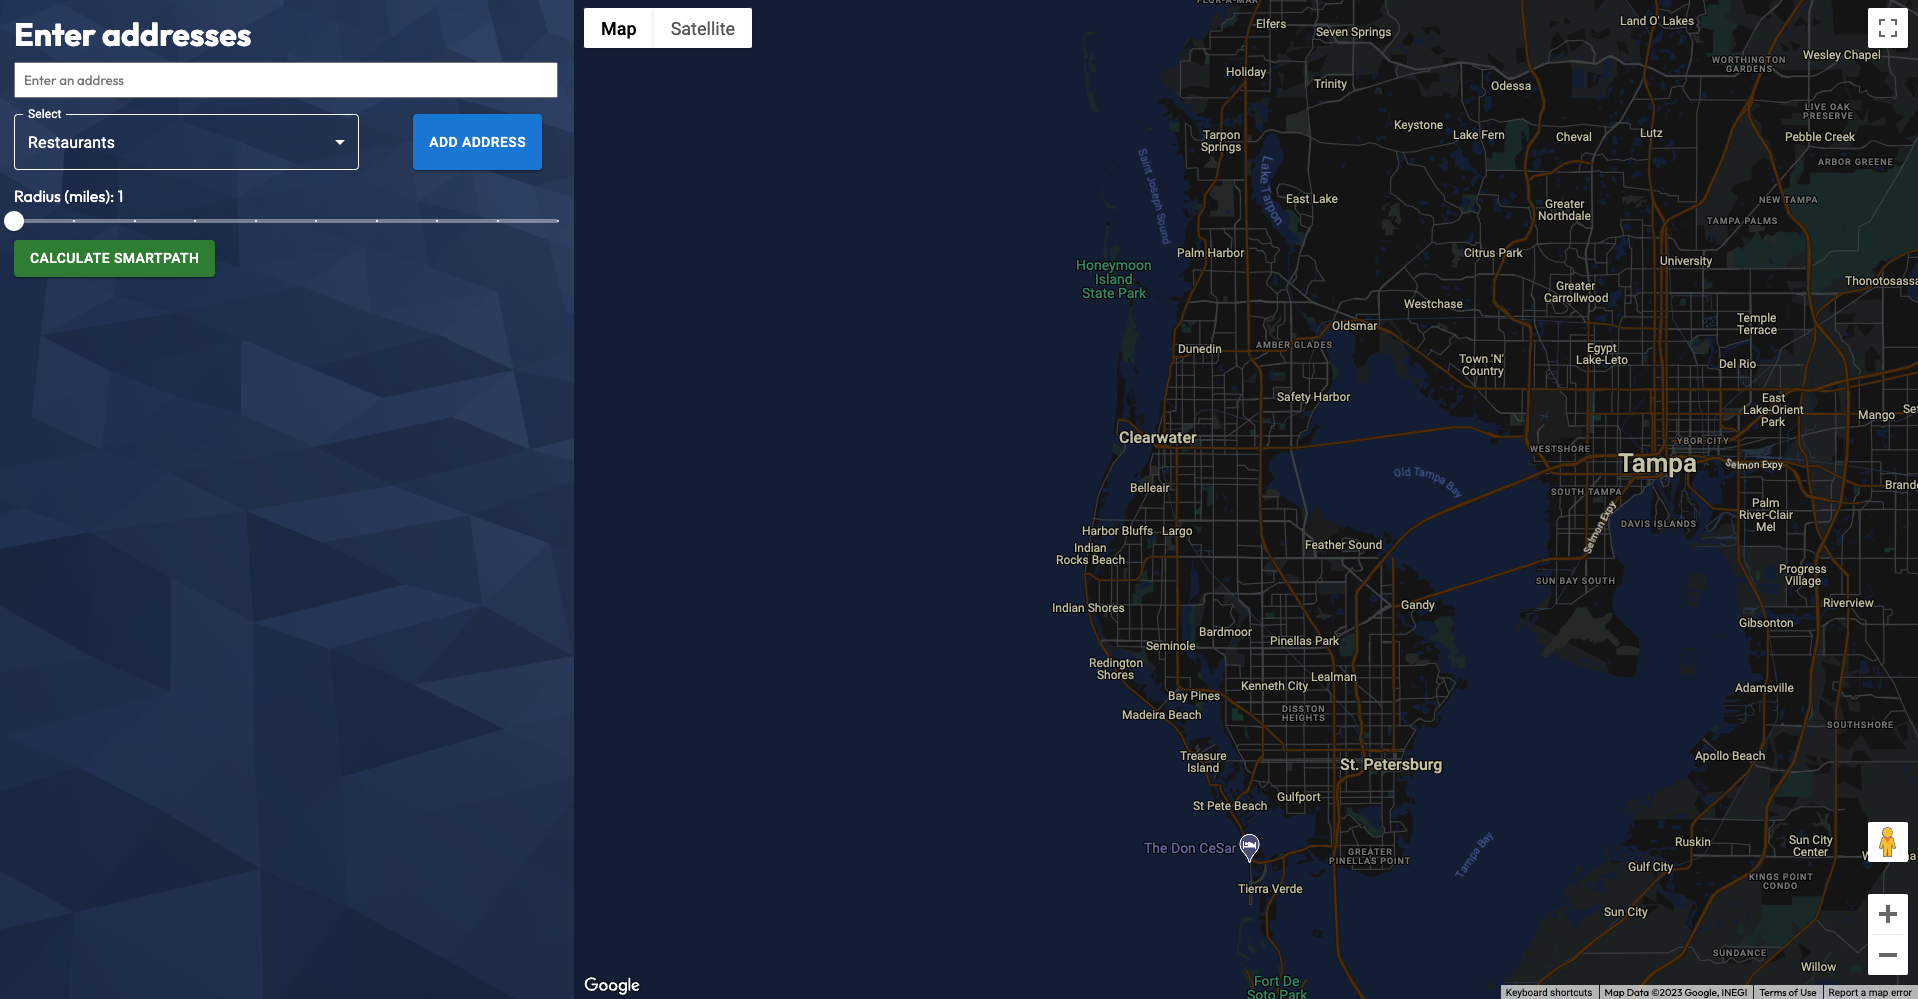 Enter addresses
Enter an address
Select
Restaurants
ADD ADDRESS
Radius (miles): 1
CALCULATE SMARTPATH
Map
Satellite
Elfers
Seven Springs
Land O' Lakes
Wesley Chapel
WORTHINGTON
GARDENS
Holiday
Trinity
Odessa
LIVE OAK
PRESERVE
Keystone
Lake Fern
Cheval
Lutz
Pebble Creek
Tarpon
Springs
ARBOR GREENE
Saint Joseph Sound
Lake Tarpon
East Lake
Greater
Northdale
NEW TAMPA
TAMPA PALMS
Palm Harbor
Citrus Park
University
Honeymoon
Island
State Park
Thonotosassa
Greater
Carrollwood
Westchase
Oldsmar
Temple
Terrace
AMBER GLADES
Dunedin
Egypt
Lake-Leto
Town 'N'
Country
Del Rio
Safety Harbor
East
Lake-Orient
Park
Mango
Clearwater
YBOR CITY
WESTSHORE
Tampa
Selmon Expy
Old Tampa Bay
Belleair
SOUTH TAMPA
Palm
River-Clair
Mel
DAVIS ISLANDS
Selmon Expy
Harbor Bluffs
Largo
Feather Sound
Indian
Rocks Beach
Progress
Village
SUN BAY SOUTH
Indian Shores
Gandy
Riverview
Gibsonton
Bardmoor
Pinellas Park
Seminole
Redington
Shores
Lealman
Kenneth City
Bay Pines
Adamsville
Madeira Beach
DISSTON
HEIGHTS
SOUTHSHORE
Treasure
Island
St. Petersburg
Apollo Beach
Gulfport
St Pete Beach
The Don CeSar
GREATER
PINELLAS POINT
Tampa Bay
Ruskin
Sun City
Center
Gulf City
KINGS POINT
CONDO
Tierra Verde
Sun City
SUNDANCE
Willow
Fort De
Soto Park
Google
Keyboard shortcuts
Map Data ©2023 Google, INEGI
Terms of Use
Report a map error